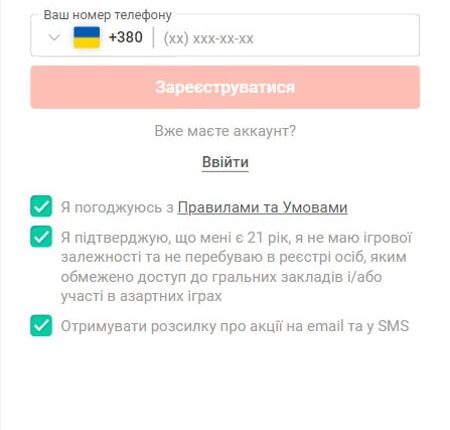 Ваш номер телефону
+380 (xx) xxx-xx-xx
Зареєструватися
Вже маєте аккаунт?
Ввійти
Я погоджуюсь з Правилами та Умовами
Я підтверджую, що мені є 21 рік, я не маю ігрової
залежності та не перебуваю в реєстрі осіб, яким
обмежено доступ до гральних закладів і/або
участі в азартних іграх
Отримувати розсилку про акції на email та у SMS